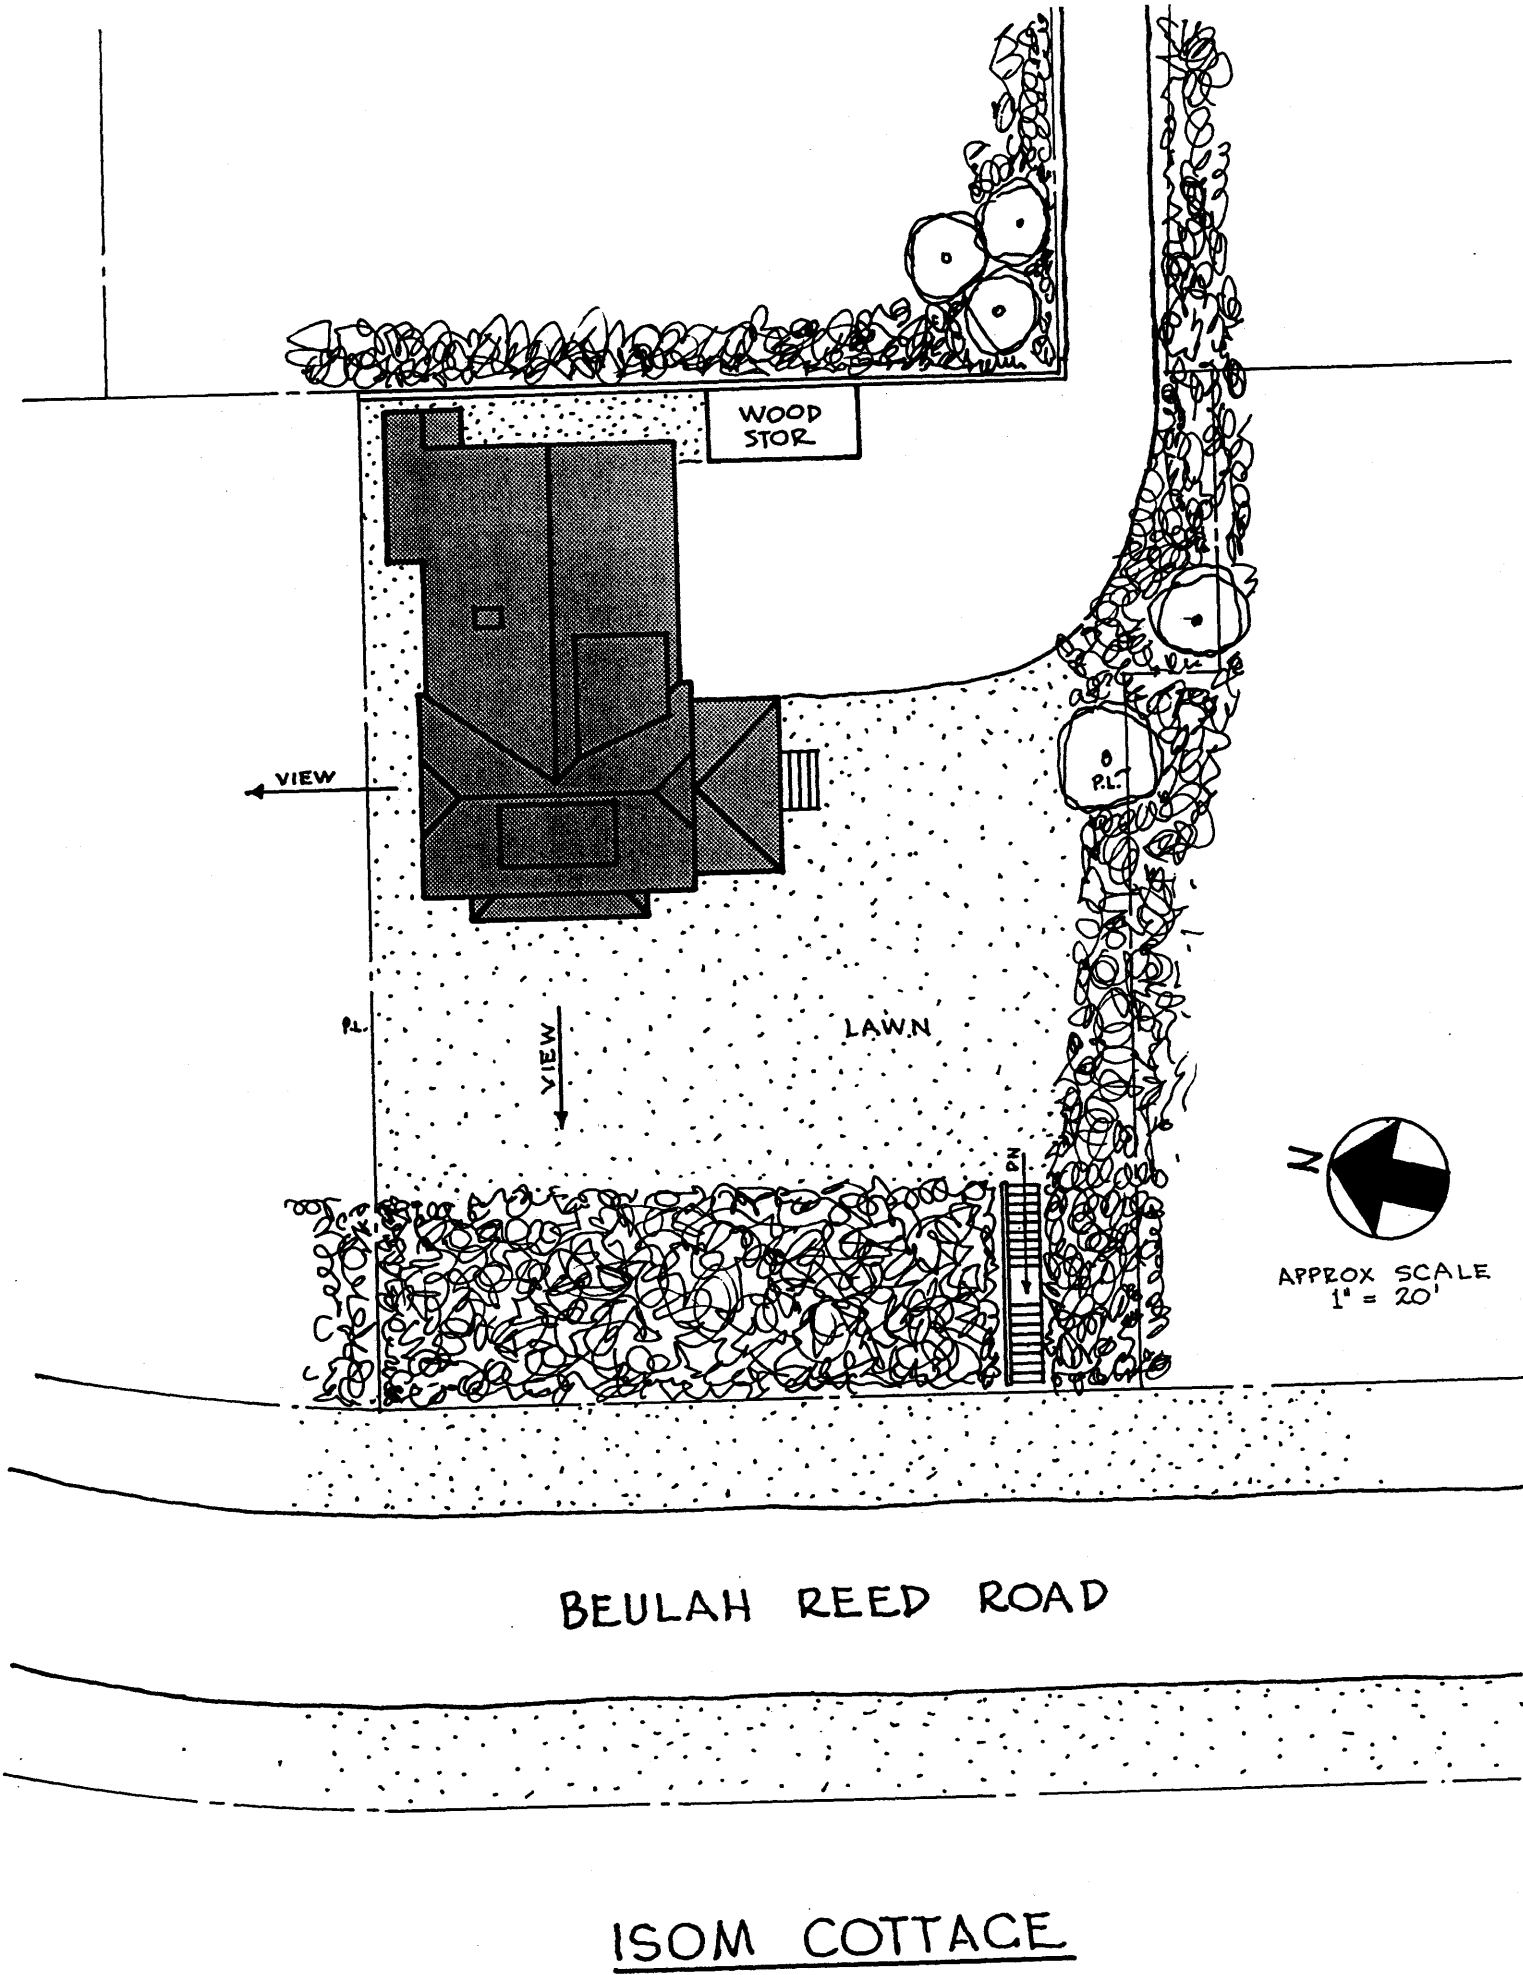 WOOD
STOR
VIEW
P.L.
P.L.
VIEW
LAWN
DN
N
APPROX SCALE
1" = 20'
BEULAH REED ROAD
ISOM COTTAGE